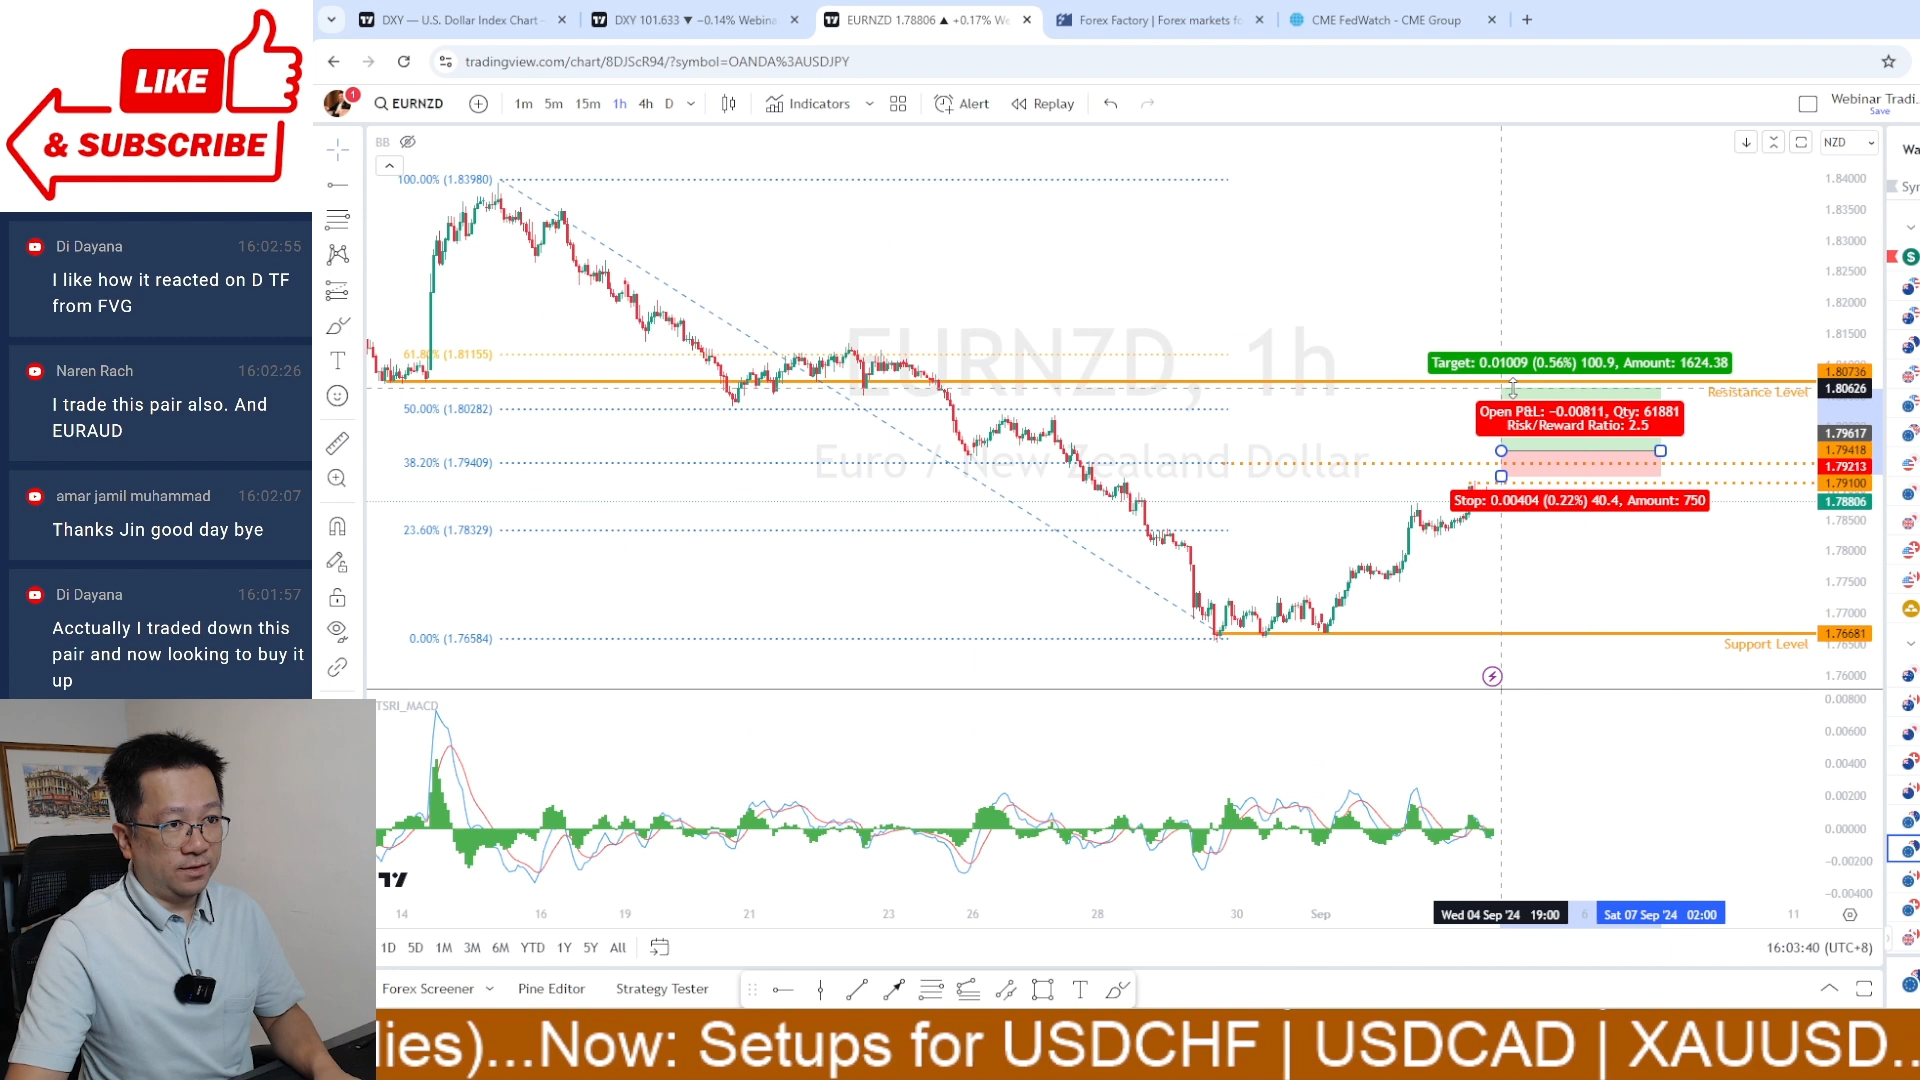 LIKE
& SUBSCRIBE
DXY — U.S. Dollar Index Chart
DXY 101.633 ▼ −0.14% Webina
EURNZD 1.78806 ▲ +0.17% We
Forex Factory | Forex markets fo
CME FedWatch - CME Group
tradingview.com/chart/8DJScR94/?symbol=OANDA%3AUSDJPY
1
EURNZD
1m 5m 15m 1h 4h D
Indicators
Alert
Replay
Webinar Tradi...
Save
BB
NZD
Wa
Syr
Di Dayana 16:02:55
I like how it reacted on D TF
from FVG
Naren Rach 16:02:26
I trade this pair also. And
EURAUD
amar jamil muhammad 16:02:07
Thanks Jin good day bye
Di Dayana 16:01:57
Acctually I traded down this
pair and now looking to buy it
up
EURNZD, 1h
Euro / New Zealand Dollar
100.00% (1.83980)
61.80% (1.81155)
50.00% (1.80282)
38.20% (1.79409)
23.60% (1.78329)
0.00% (1.76584)
Target: 0.01009 (0.56%) 100.9, Amount: 1624.38
Resistance Level
Open P&L: −0.00811, Qty: 61881
Risk/Reward Ratio: 2.5
Stop: 0.00404 (0.22%) 40.4, Amount: 750
Support Level
1.84000
1.83500
1.83000
1.82500
1.82000
1.81500
1.80736
1.80626
1.79617
1.79418
1.79213
1.79100
1.78806
1.78500
1.78000
1.77500
1.77000
1.76681
1.76000
TSRI_MACD
0.00800
0.00600
0.00400
0.00200
0.00000
−0.00200
−0.00400
14 16 19 21 23 26 28 30 Sep
Wed 04 Sep '24 19:00
6
Sat 07 Sep '24 02:00
11
1D 5D 1M 3M 6M YTD 1Y 5Y All
16:03:40 (UTC+8)
Forex Screener
Pine Editor
Strategy Tester
lies)...Now: Setups for USDCHF | USDCAD | XAUUSD..